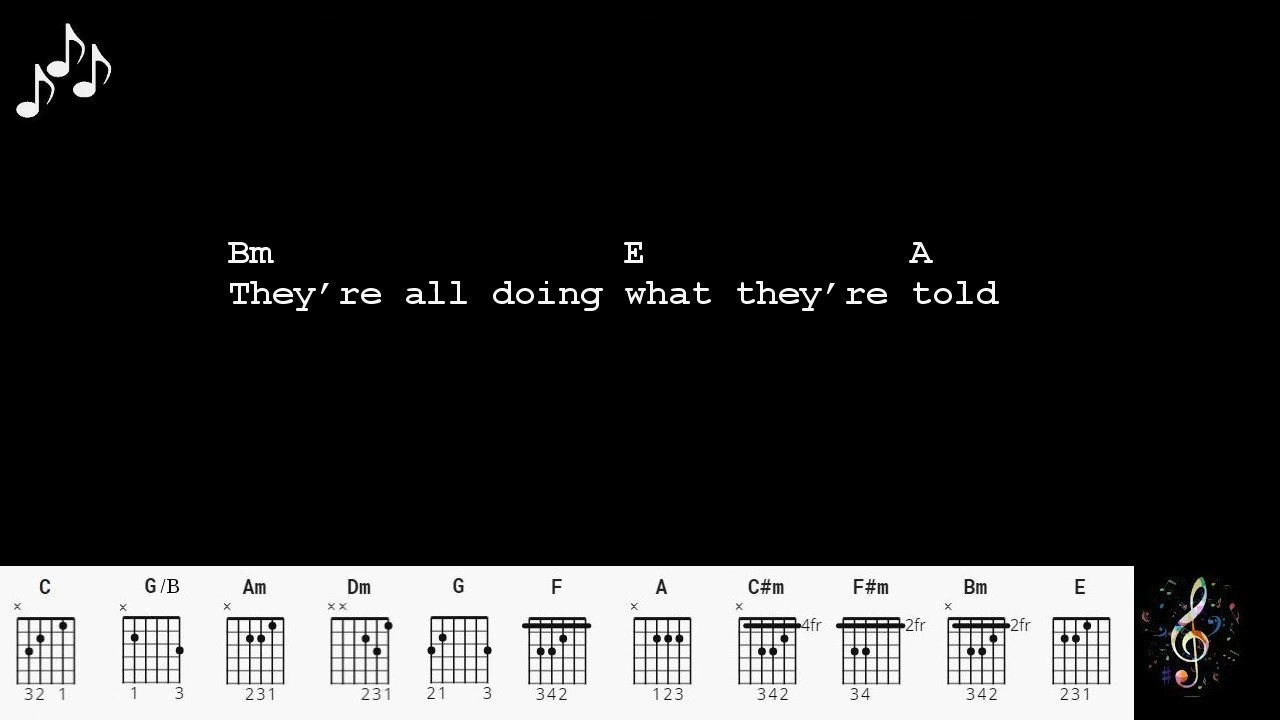 Bm E A
They’re all doing what they’re told
C G/B Am Dm G F A C#m F#m Bm E
× × × ×× × × ×
4fr 2fr 2fr
32 1 1 3 231 231 21 3 342 123 342 34 342 231